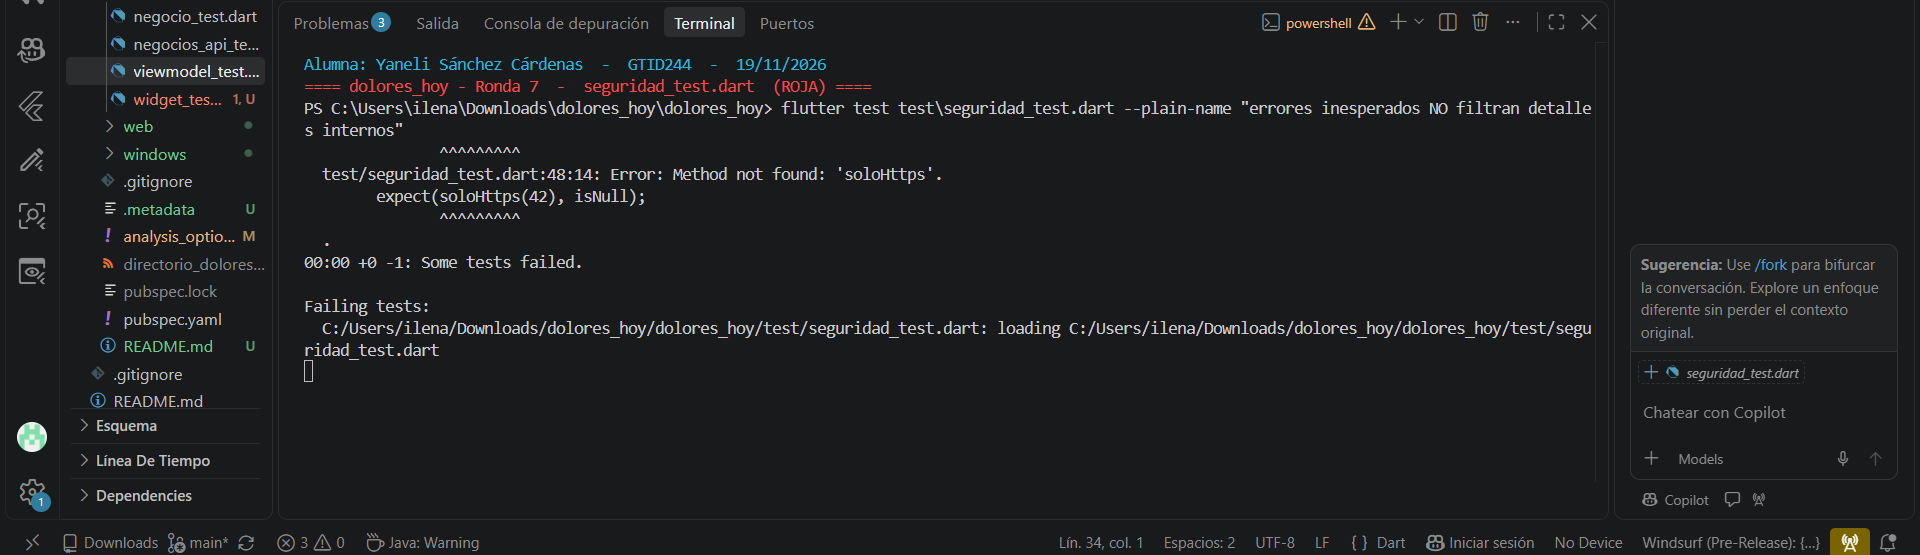 negocio_test.dart
negocios_api_te...
viewmodel_test....
widget_tes... 1, U
web
windows
.gitignore
.metadata U
analysis_optio... M
directorio_dolores...
pubspec.lock
pubspec.yaml
README.md U
.gitignore
README.md
Esquema
Línea De Tiempo
Dependencies
1
Problemas 3 Salida Consola de depuración Terminal Puertos
powershell
Alumna: Yaneli Sánchez Cárdenas - GTID244 - 19/11/2026
==== dolores_hoy - Ronda 7 - seguridad_test.dart (ROJA) ====
PS C:\Users\ilena\Downloads\dolores_hoy\dolores_hoy> flutter test test\seguridad_test.dart --plain-name "errores inesperados NO filtran detalle
s internos"
^^^^^^^^^
test/seguridad_test.dart:48:14: Error: Method not found: 'soloHttps'.
expect(soloHttps(42), isNull);
^^^^^^^^^
.
00:00 +0 -1: Some tests failed.
Failing tests:
C:/Users/ilena/Downloads/dolores_hoy/dolores_hoy/test/seguridad_test.dart: loading C:/Users/ilena/Downloads/dolores_hoy/dolores_hoy/test/segu
ridad_test.dart
Sugerencia: Use /fork para bifurcar
la conversación. Explore un enfoque
diferente sin perder el contexto
original.
seguridad_test.dart
Chatear con Copilot
Models
Copilot
Downloads main* 3 0 Java: Warning Lín. 34, col. 1 Espacios: 2 UTF-8 LF {} Dart Iniciar sesión No Device Windsurf (Pre-Release): {...}